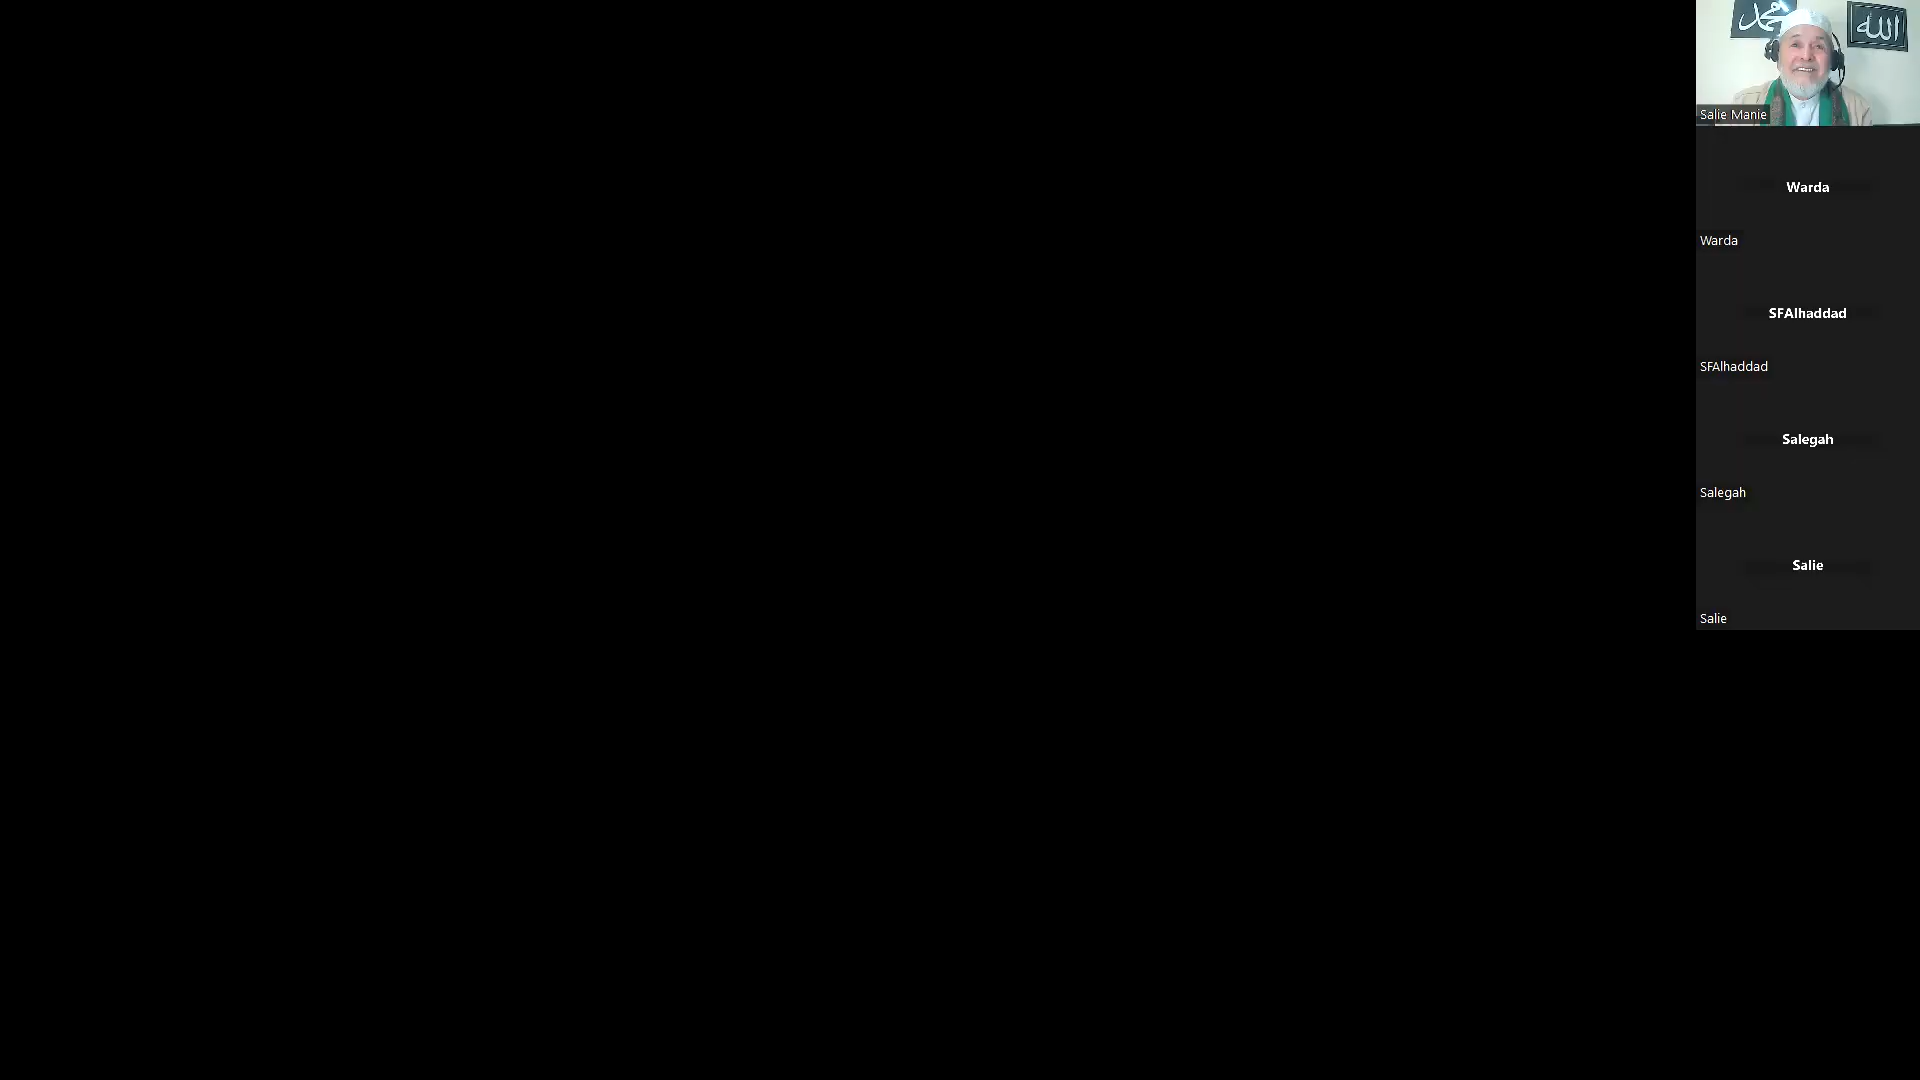 محمد
الله
Salie Manie
Warda
Warda
SFAlhaddad
SFAlhaddad
Salegah
Salegah
Salie
Salie